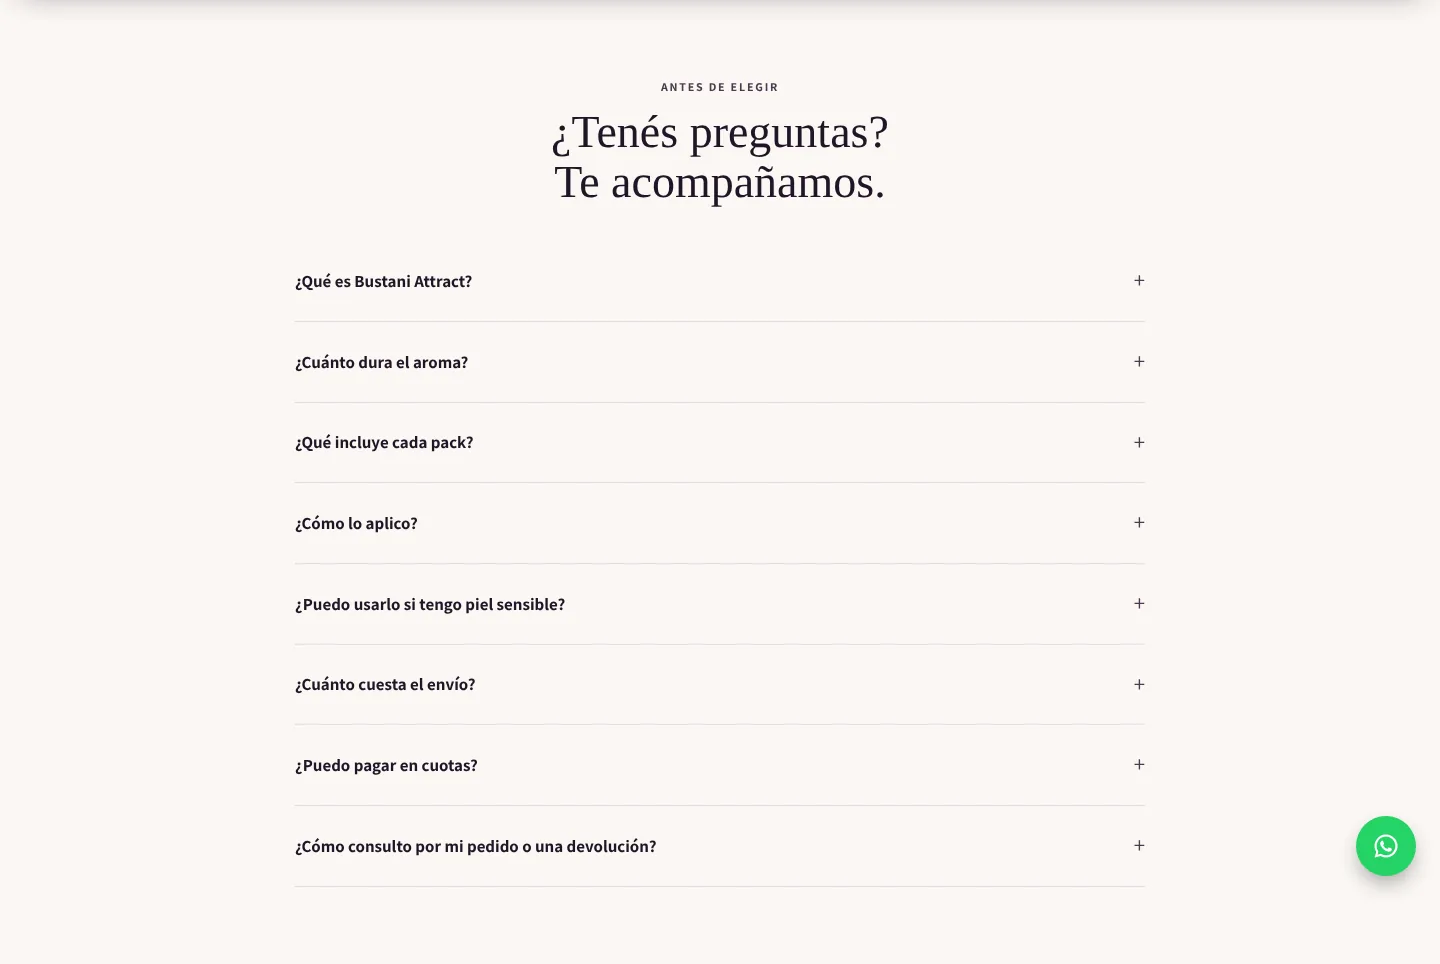 ANTES DE ELEGIR
¿Tenés preguntas?
Te acompañamos.
¿Qué es Bustani Attract?
+
¿Cuánto dura el aroma?
+
¿Qué incluye cada pack?
+
¿Cómo lo aplico?
+
¿Puedo usarlo si tengo piel sensible?
+
¿Cuánto cuesta el envío?
+
¿Puedo pagar en cuotas?
+
¿Cómo consulto por mi pedido o una devolución?
+